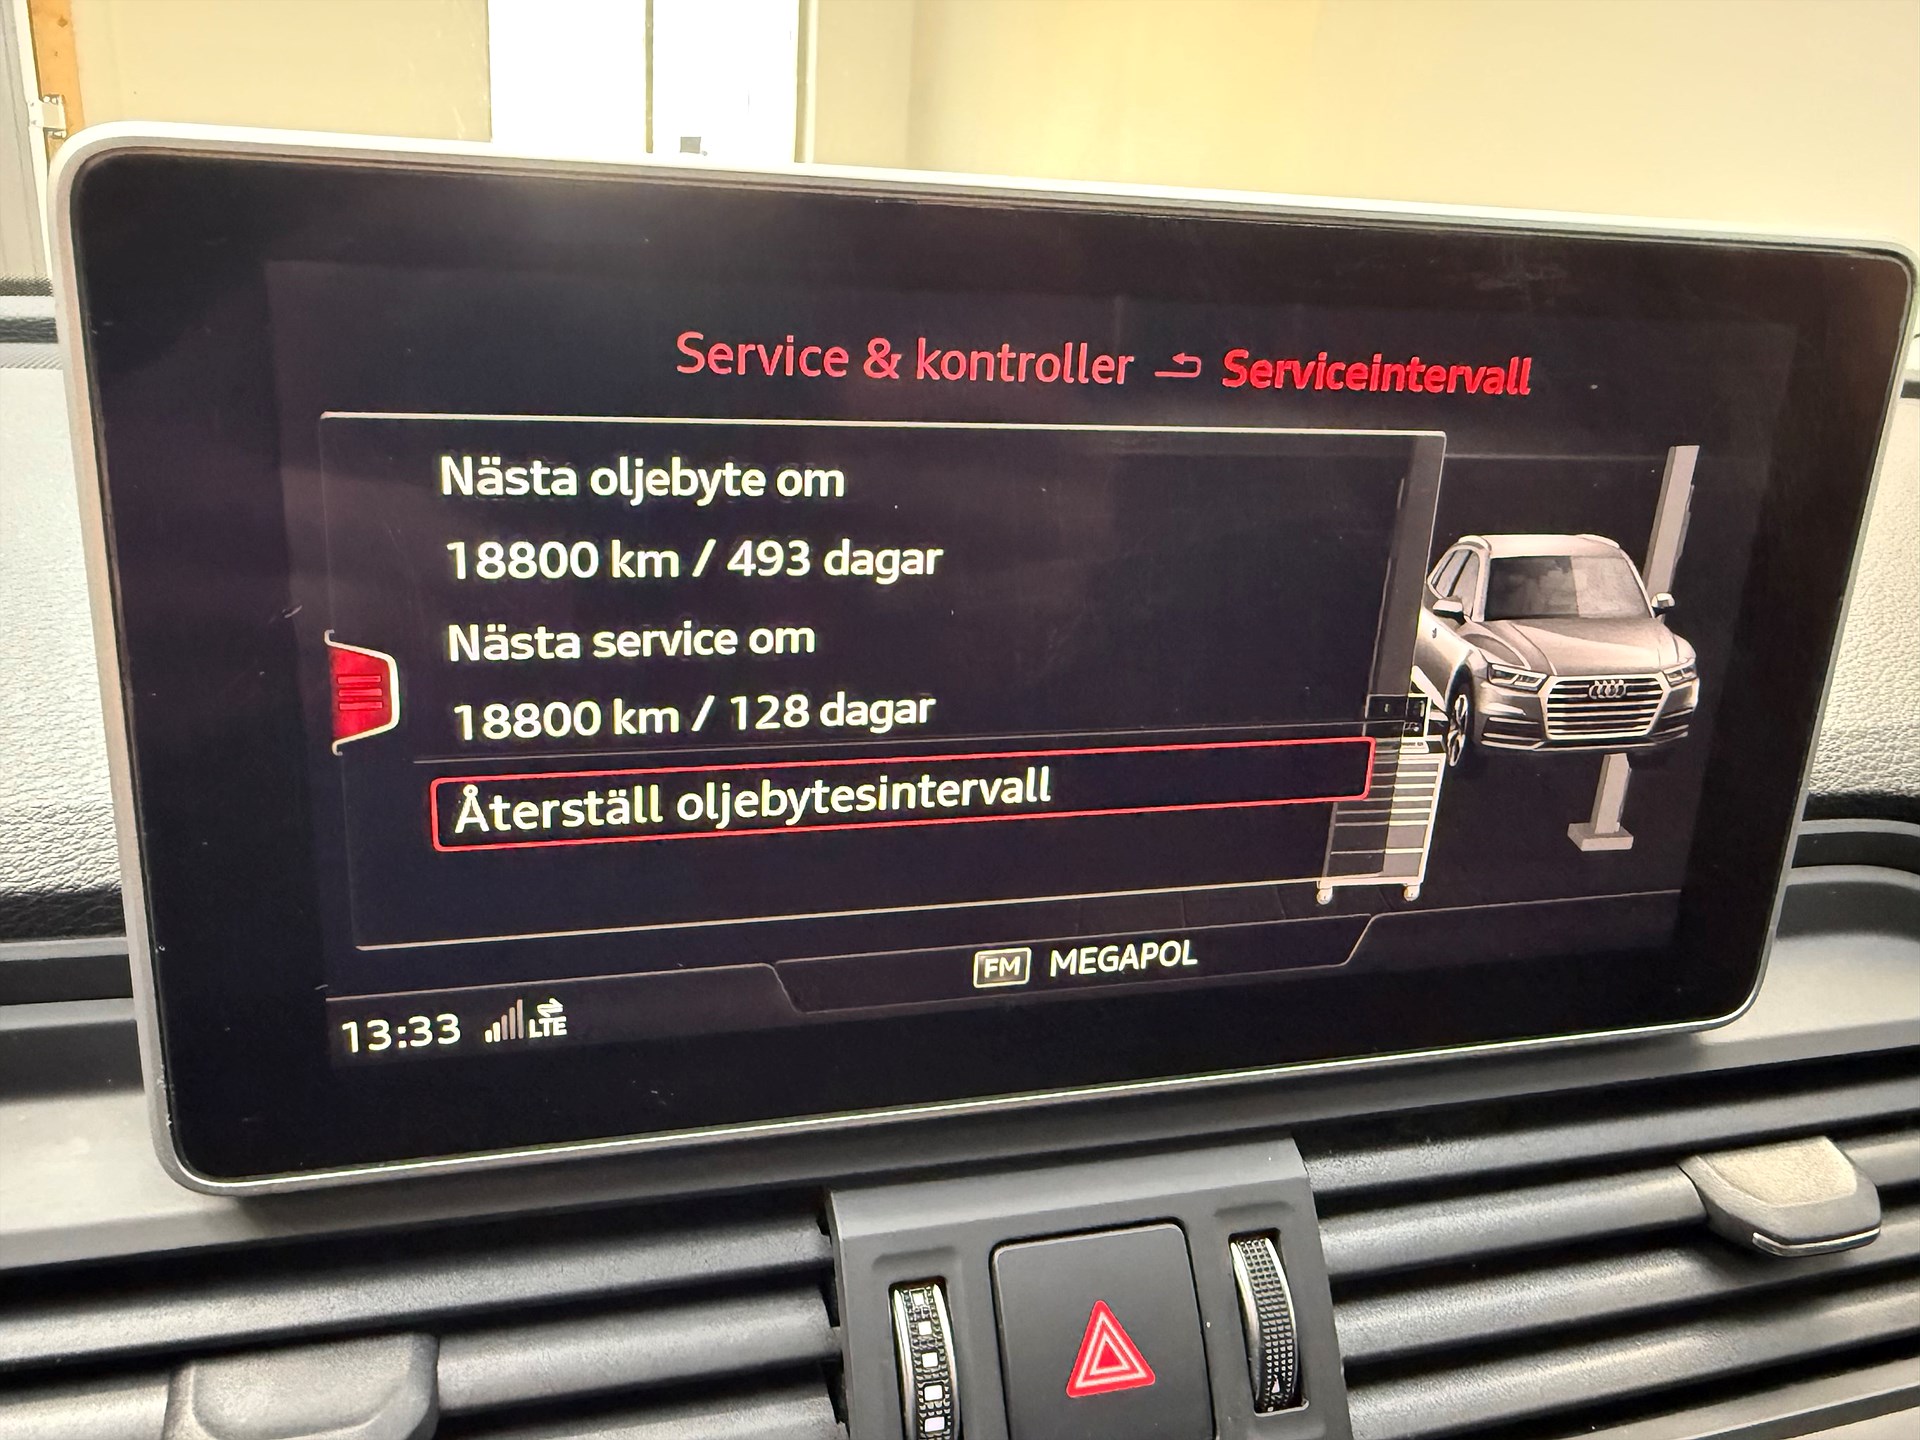 Service & kontroller Serviceintervall
Nästa oljebyte om
18800 km / 493 dagar
Nästa service om
18800 km / 128 dagar
Återställ oljebytesintervall
FM MEGAPOL
13:33 LTE